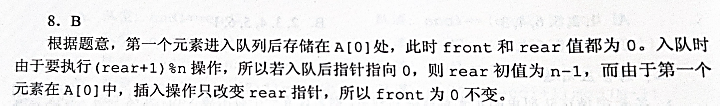 8. B
根据题意，第一个元素进入队列后存储在A[0]处，此时 front 和 rear 值都为 0。入队时
由于要执行(rear+1)%n 操作，所以若入队后指针指向 0，则 rear 初值为 n-1，而由于第一个
元素在 A[0]中，插入操作只改变 rear 指针，所以 front 为 0 不变。